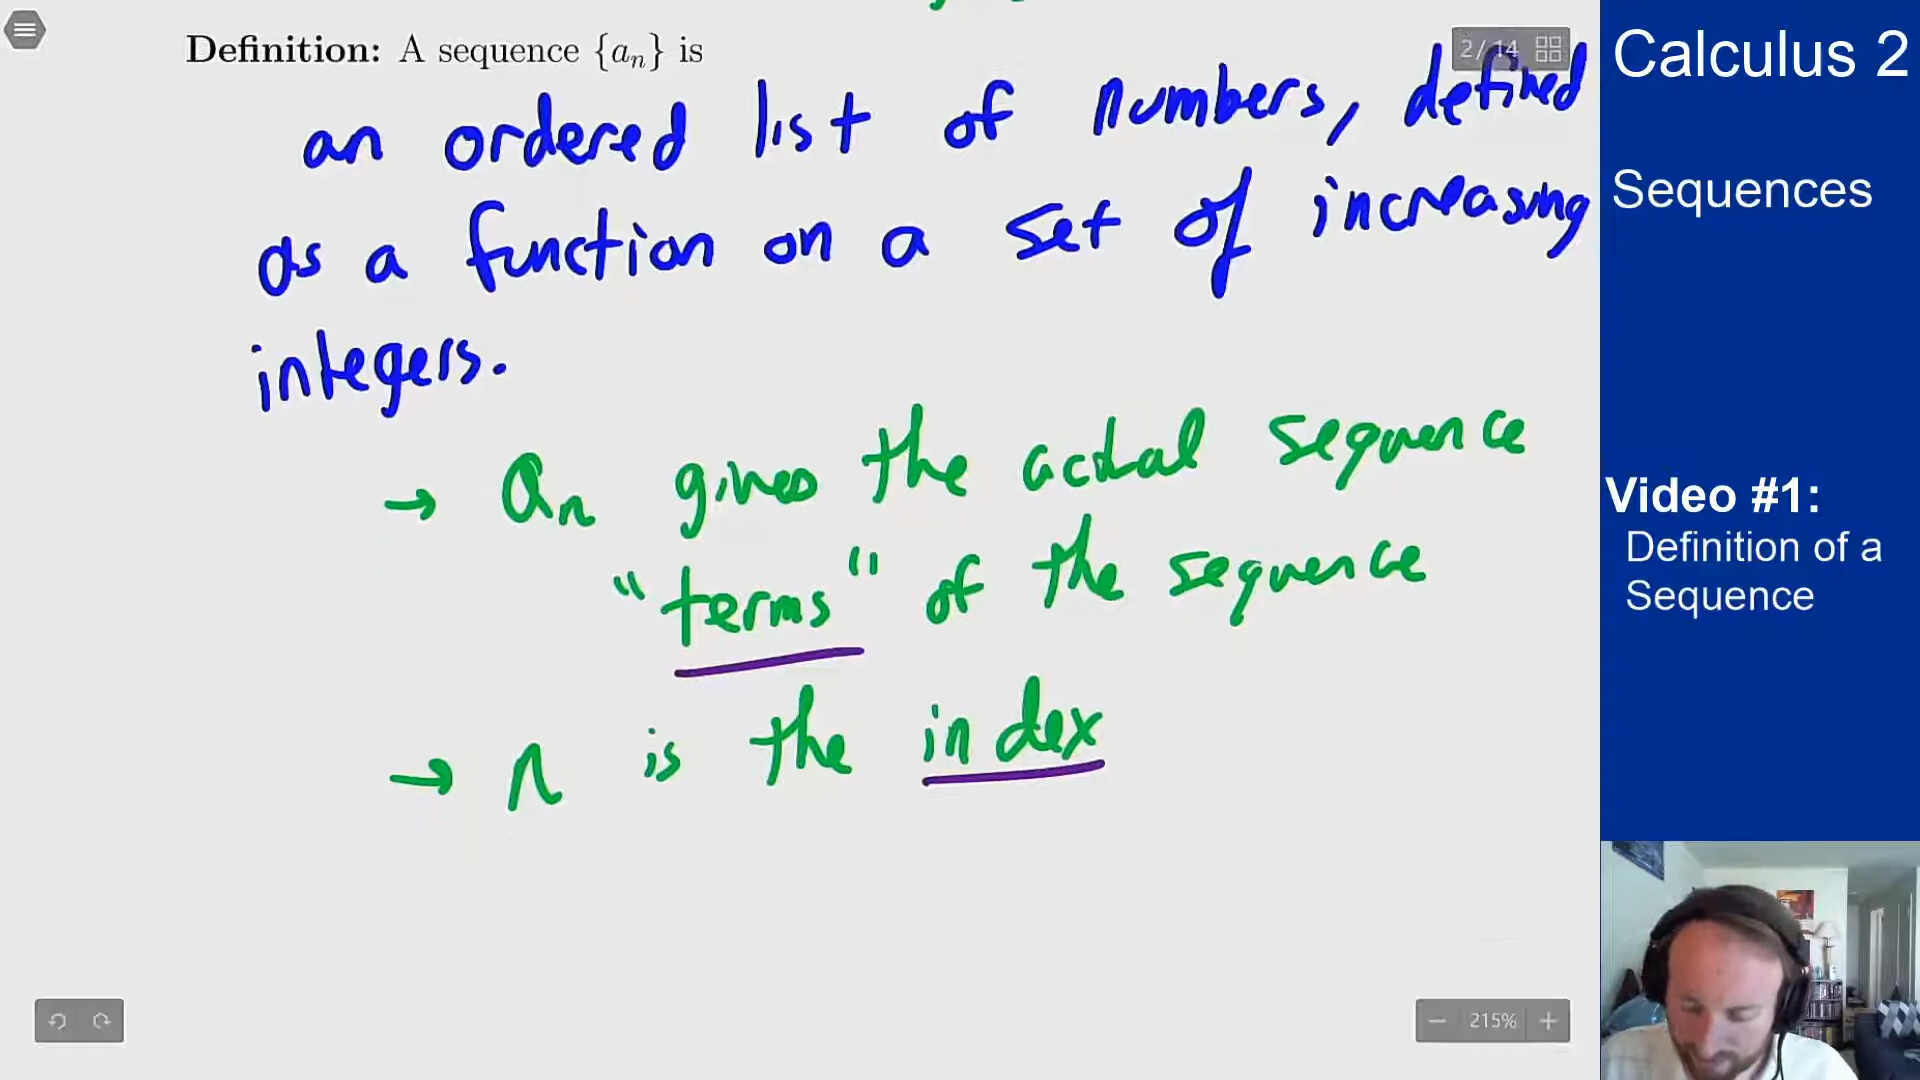 Definition: A sequence {aₙ} is
2/14
an ordered list of numbers, defined
as a function on a set of increasing
integers.
→ aₙ gives the actual sequence
"terms" of the sequence
→ n is the index
215%
Calculus 2
Sequences
Video #1:
Definition of a
Sequence